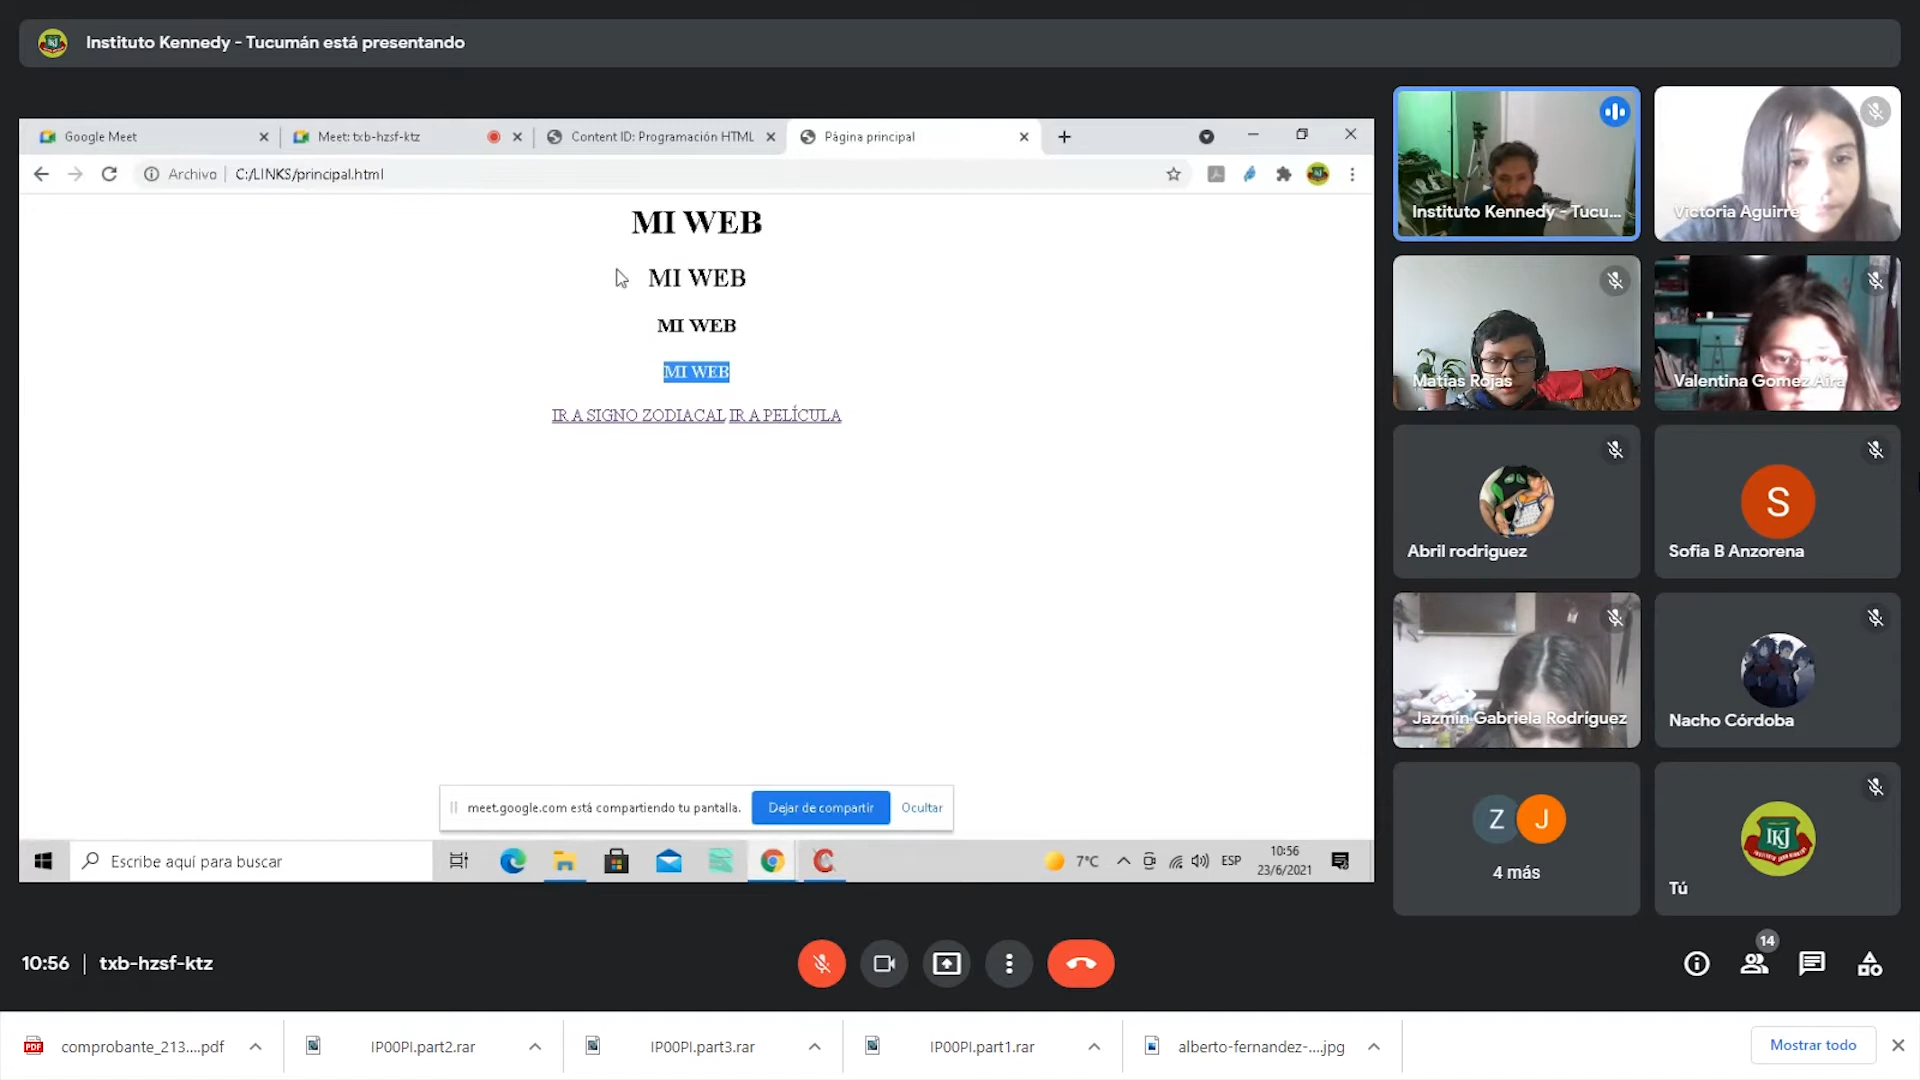 Instituto Kennedy - Tucumán está presentando
Google Meet
Meet: txb-hzsf-ktz
Content ID: Programación HTML
Página principal
Archivo
C:/LINKS/principal.html
MI WEB
MI WEB
MI WEB
MI WEB
IR A SIGNO ZODIACAL IR A PELÍCULA
meet.google.com está compartiendo tu pantalla.
Dejar de compartir
Ocultar
Escribe aquí para buscar
7°C
ESP
10:56
23/6/2021
Instituto Kennedy - Tucu...
Victoria Aguirre
Matías Rojas
Valentina Gomez Aira
Abril rodriguez
S
Sofia B Anzorena
Jazmín Gabriela Rodríguez
Nacho Córdoba
Z
J
4 más
IKJ
Tú
10:56 | txb-hzsf-ktz
14
PDF
comprobante_213....pdf
IP00PI.part2.rar
IP00PI.part3.rar
IP00PI.part1.rar
alberto-fernandez-....jpg
Mostrar todo